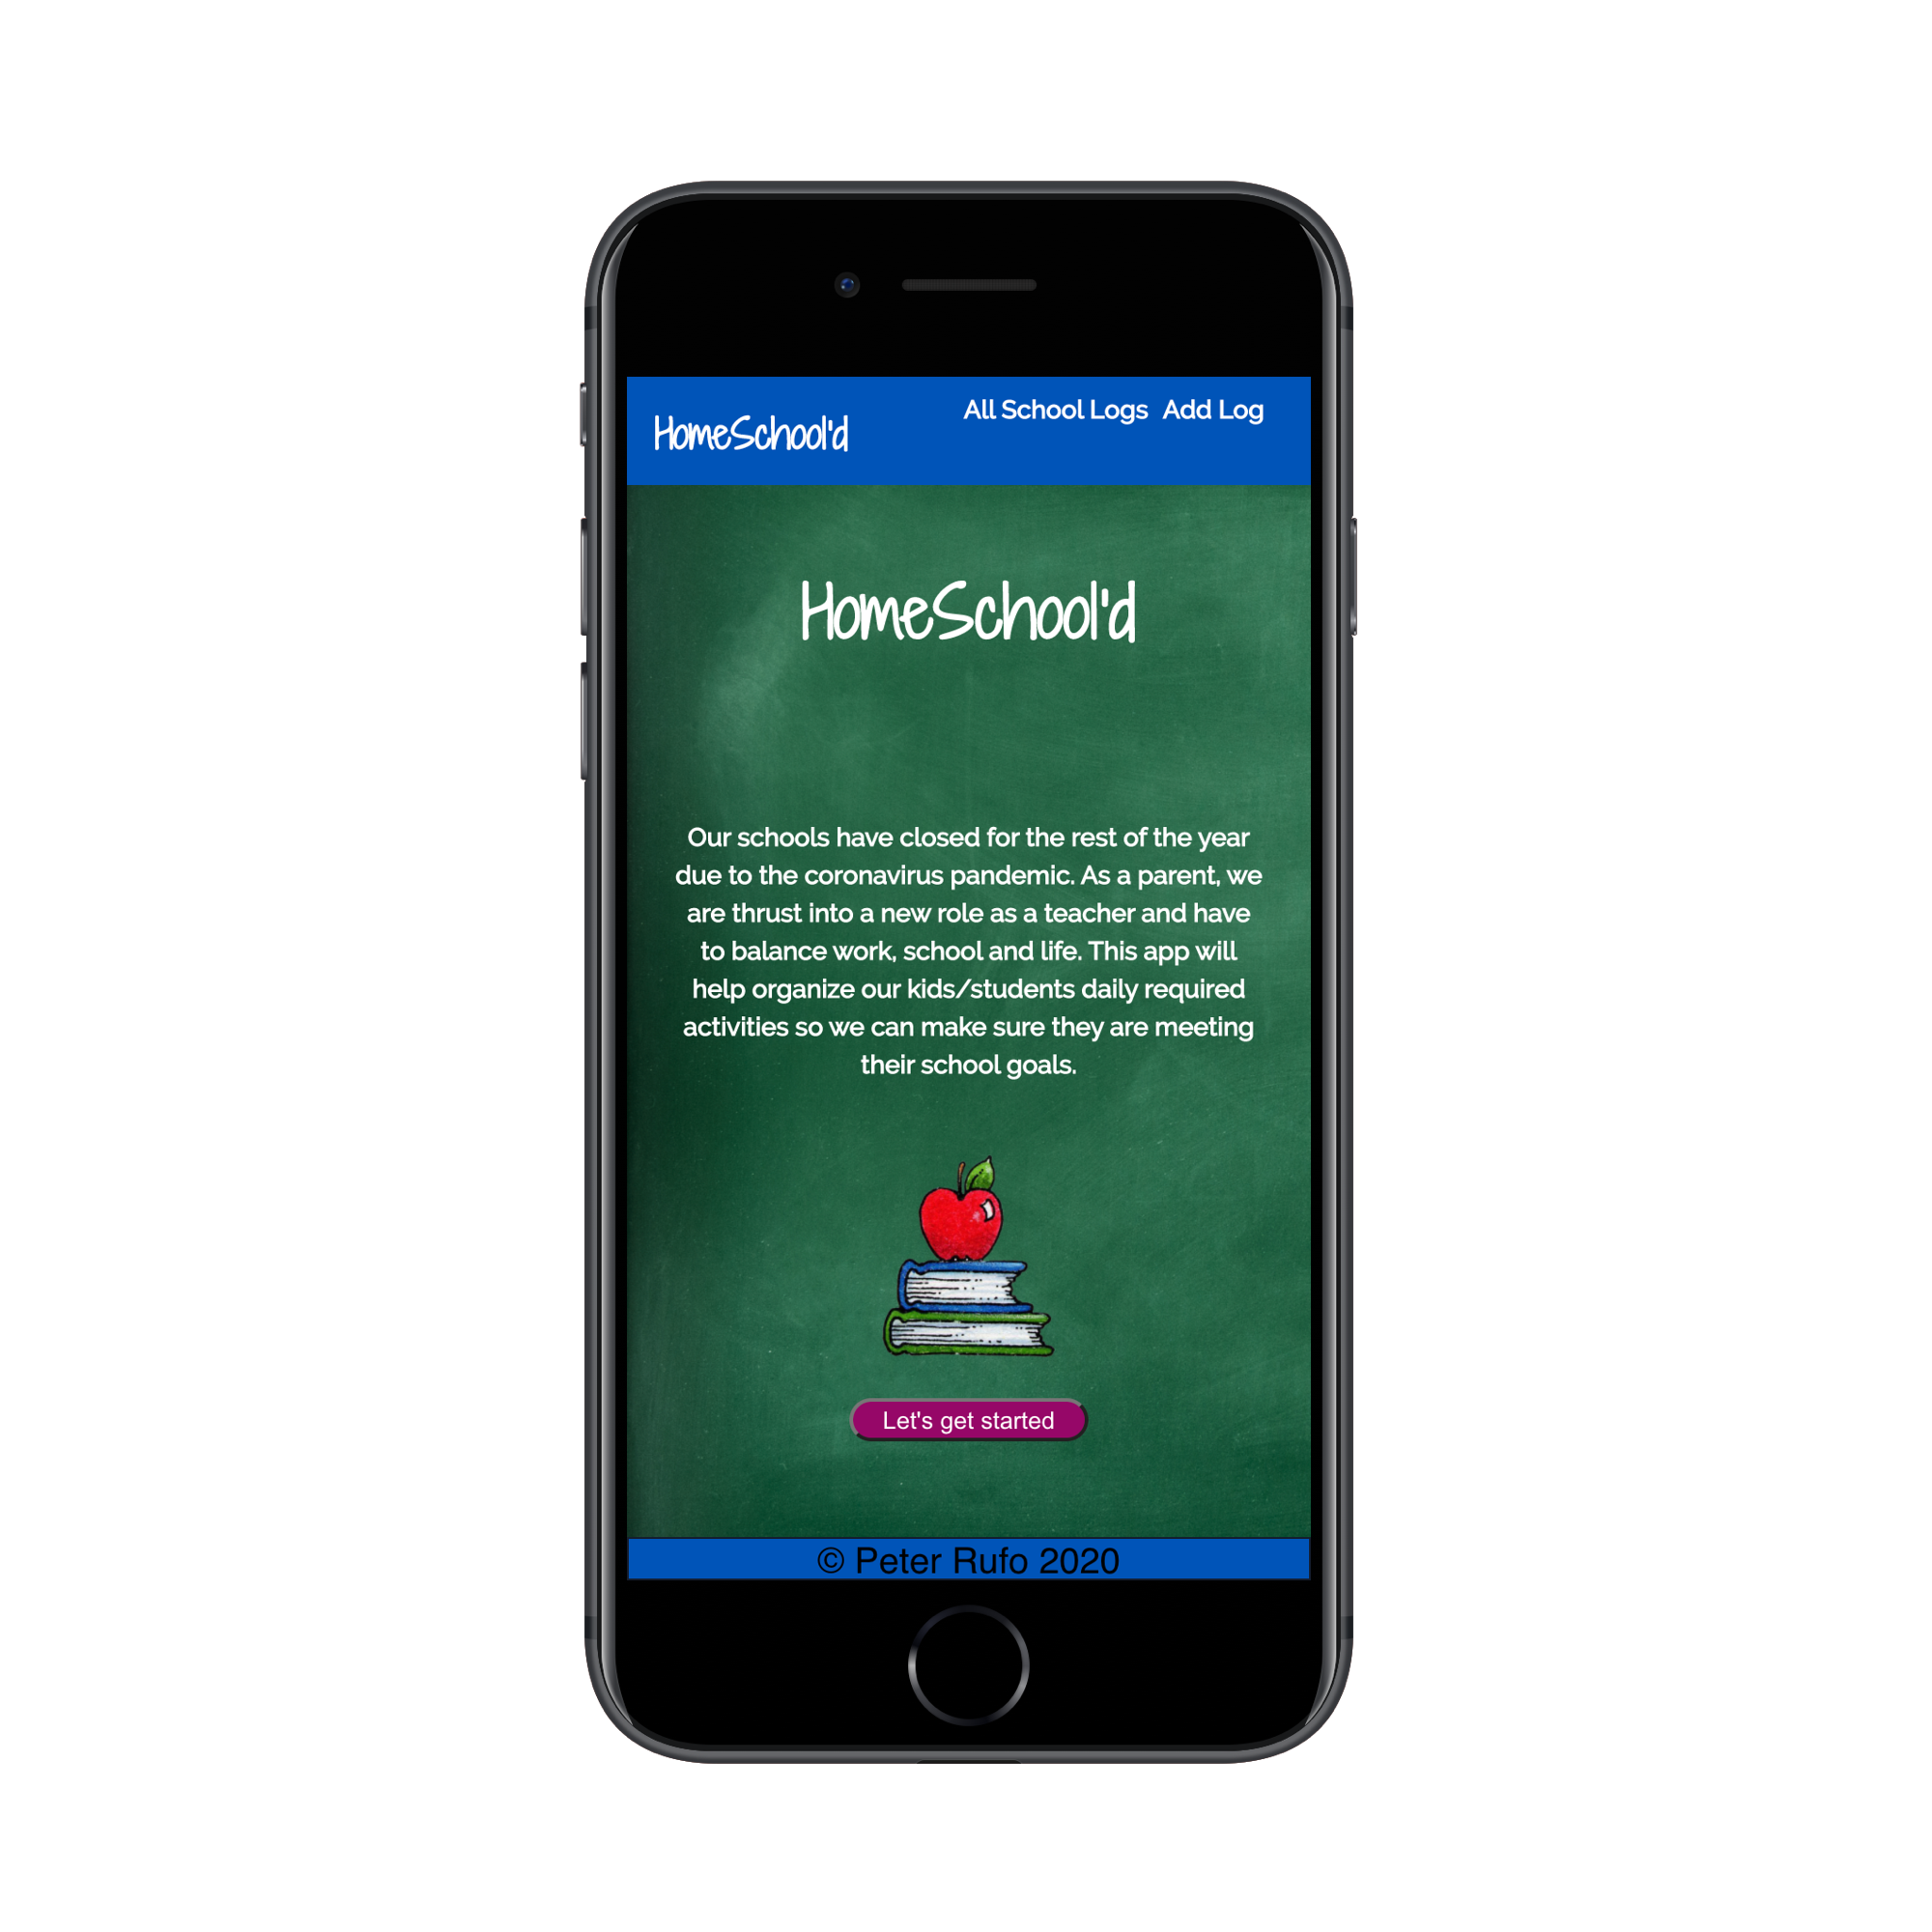 HomeSchool'd
All School Logs Add Log
HomeSchool'd
Our schools have closed for the rest of the year
due to the coronavirus pandemic. As a parent, we
are thrust into a new role as a teacher and have
to balance work, school and life. This app will
help organize our kids/students daily required
activities so we can make sure they are meeting
their school goals.
Let's get started
© Peter Rufo 2020